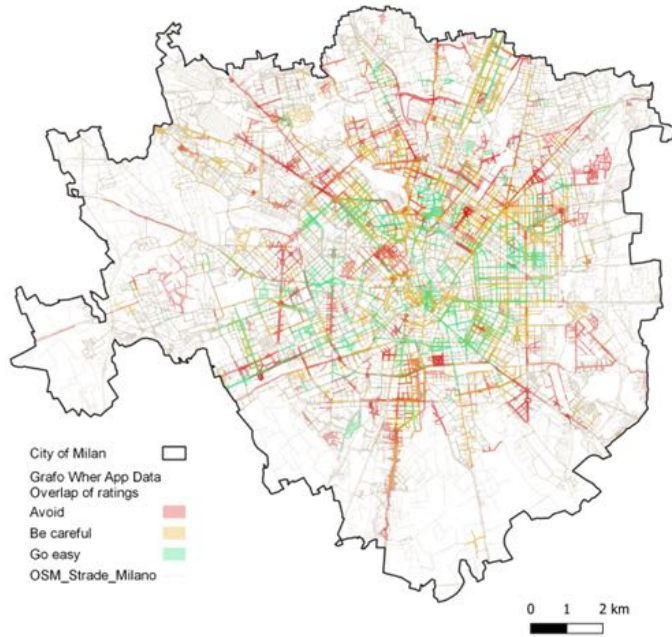 City of Milan
Grafo Wher App Data
Overlap of ratings
Avoid
Be careful
Go easy
OSM_Strade_Milano
0 1 2 km